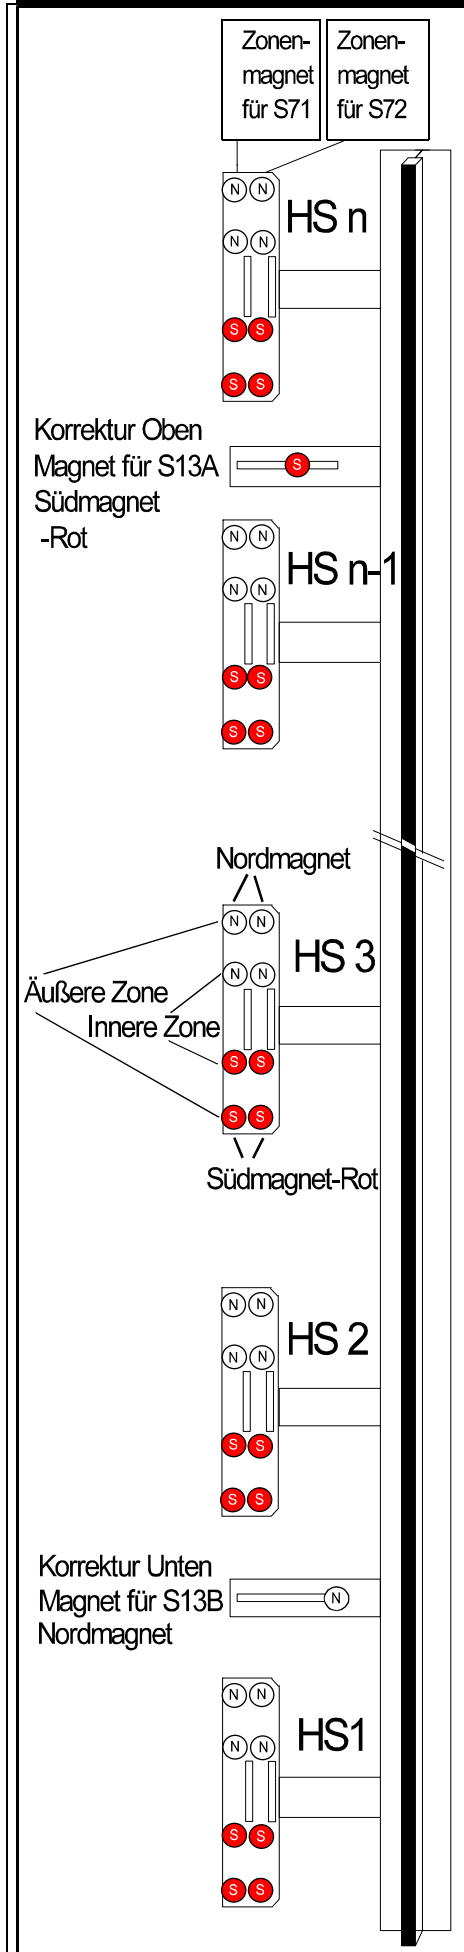 Zonen-
magnet
für S71
Zonen-
magnet
für S72
N N
HS n
N N
S S
S S
Korrektur Oben
Magnet für S13A
Südmagnet
-Rot
S
N N
HS n-1
N N
S S
S S
Nordmagnet
N N
HS 3
N N
Äußere Zone
Innere Zone
S S
S S
Südmagnet-Rot
N N
HS 2
N N
S S
S S
Korrektur Unten
Magnet für S13B
Nordmagnet
N
N N
HS1
N N
S S
S S